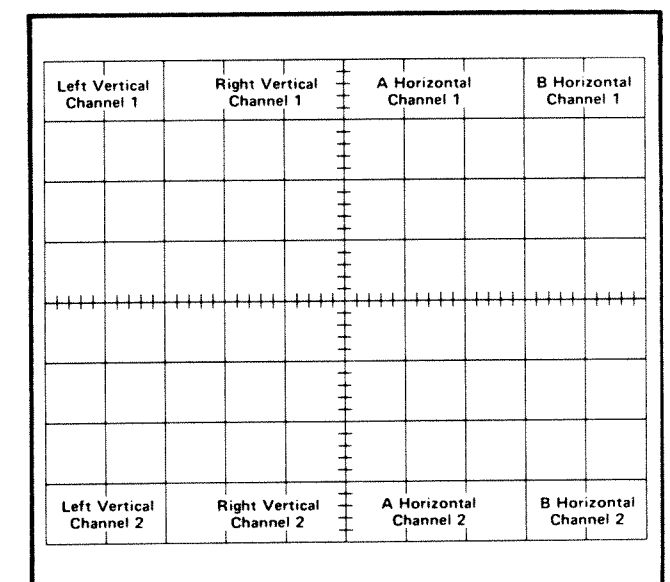 Left Vertical Right Vertical A Horizontal B Horizontal
Channel 1 Channel 1 Channel 1 Channel 1
Left Vertical Right Vertical A Horizontal B Horizontal
Channel 2 Channel 2 Channel 2 Channel 2